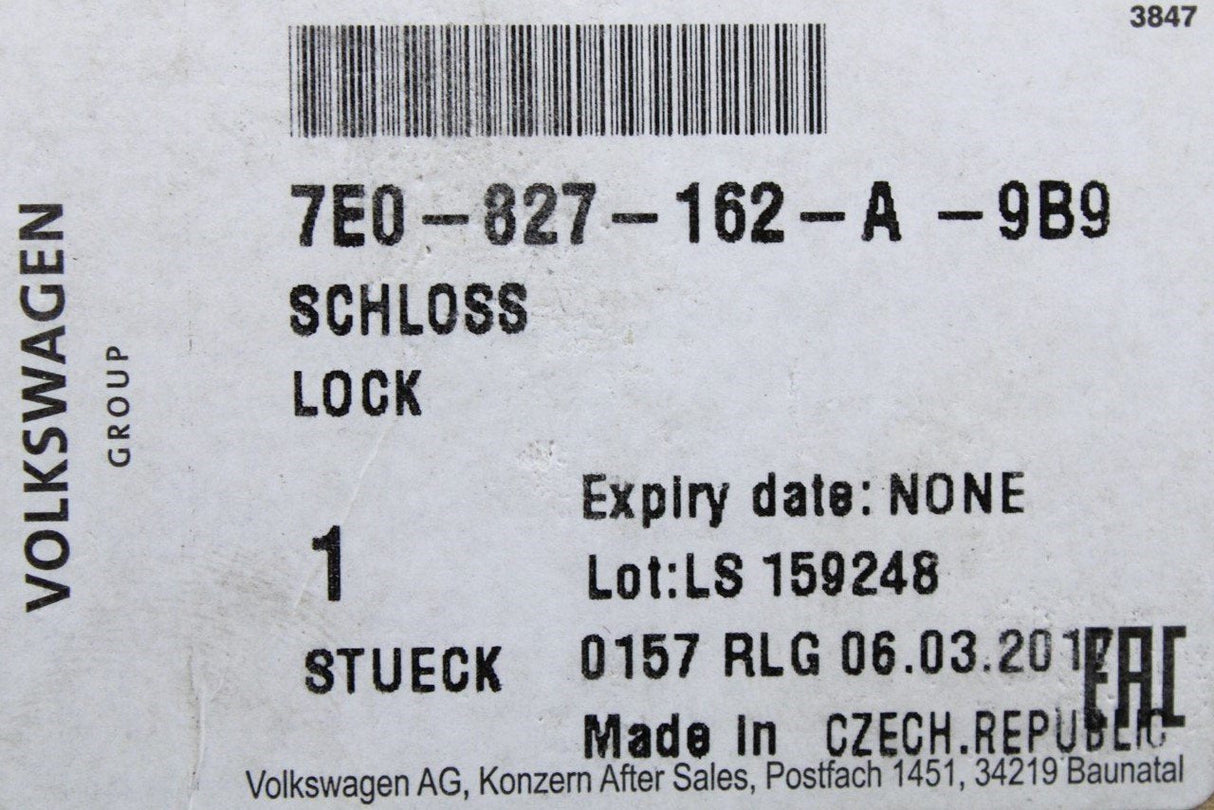 3847
7E0-827-162-A -9B9
SCHLOSS
LOCK
VOLKSWAGEN
GROUP
Expiry date: NONE
1
Lot:LS 159248
STUECK
0157 RLG 06.03.201
EAC
Made in CZECH.REPUBLIC
Volkswagen AG, Konzern After Sales, Postfach 1451, 34219 Baunatal